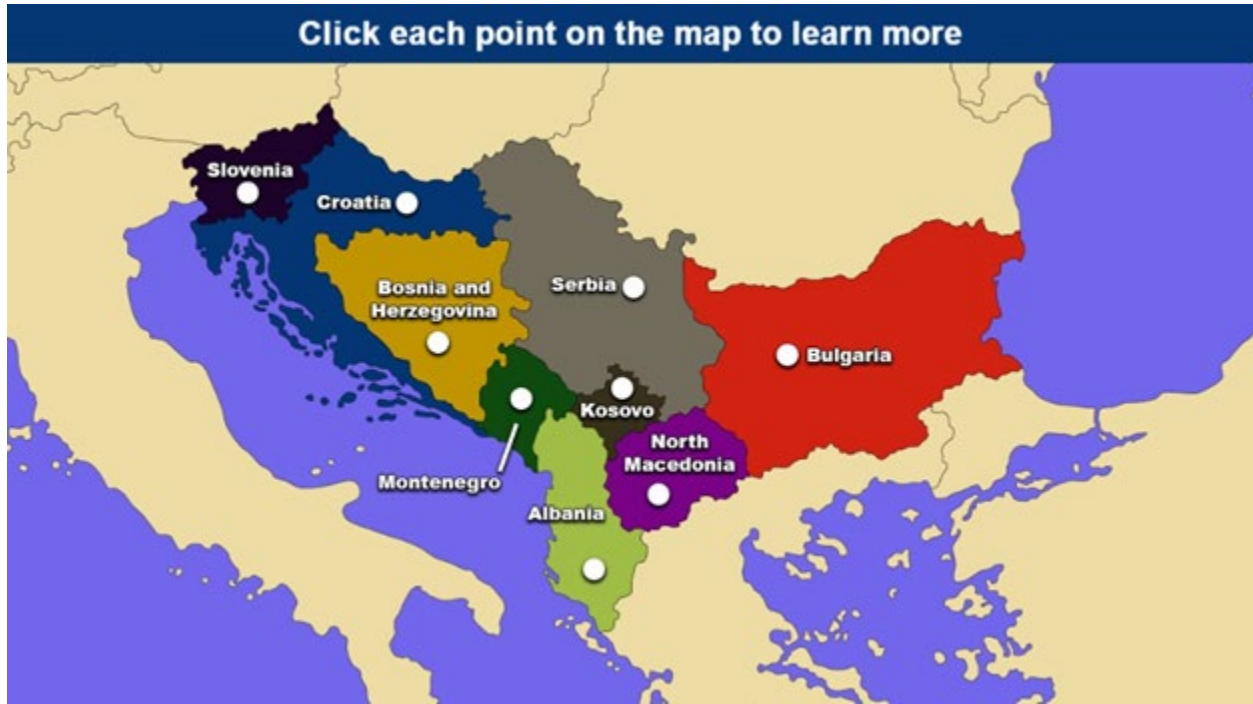 Click each point on the map to learn more
Slovenia
Croatia
Bosnia and
Herzegovina
Serbia
Bulgaria
Kosovo
North
Macedonia
Montenegro
Albania